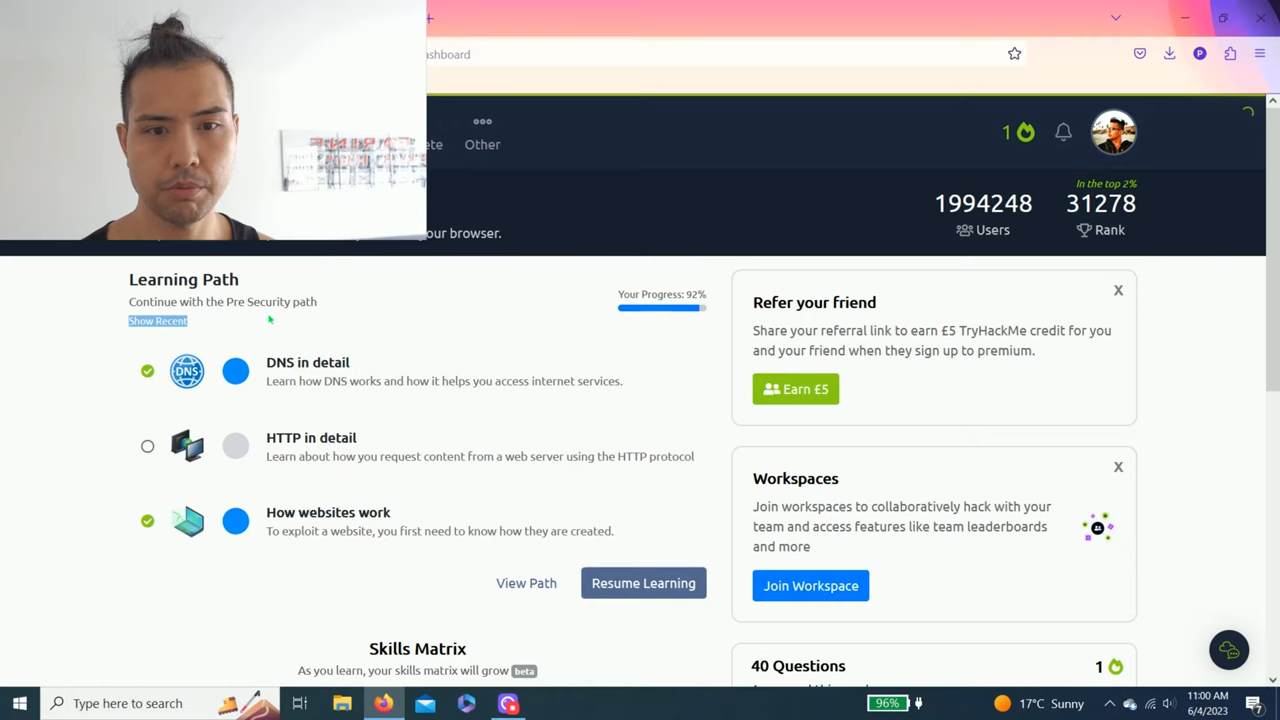 ashboard
ete
Other
1
our browser.
In the top 2%
1994248
31278
Users
Rank
Learning Path
Continue with the Pre Security path
Show Recent
Your Progress: 92%
DNS
DNS in detail
Learn how DNS works and how it helps you access internet services.
HTTP in detail
Learn about how you request content from a web server using the HTTP protocol
How websites work
To exploit a website, you first need to know how they are created.
View Path
Resume Learning
Skills Matrix
As you learn, your skills matrix will grow beta
Refer your friend
X
Share your referral link to earn £5 TryHackMe credit for you
and your friend when they sign up to premium.
Earn £5
Workspaces
X
Join workspaces to collaboratively hack with your
team and access features like team leaderboards
and more
Join Workspace
40 Questions
1
Type here to search
96%
17°C Sunny
11:00 AM
6/4/2023
7